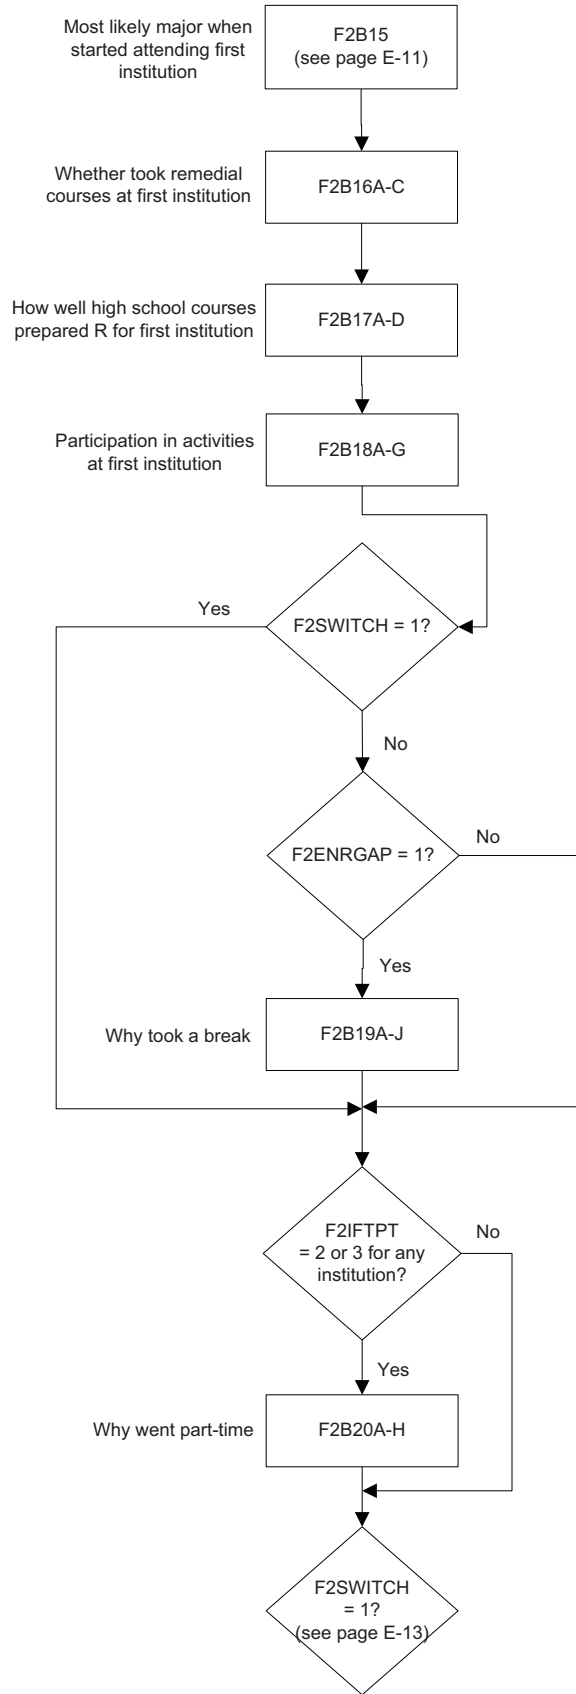 Most likely major when
started attending first
institution
F2B15
(see page E-11)
Whether took remedial
courses at first institution
F2B16A-C
How well high school courses
prepared R for first institution
F2B17A-D
Participation in activities
at first institution
F2B18A-G
Yes
F2SWITCH = 1?
No
F2ENRGAP = 1?
No
Yes
Why took a break
F2B19A-J
F2IFTPT
= 2 or 3 for any
institution?
No
Yes
Why went part-time
F2B20A-H
F2SWITCH
= 1?
(see page E-13)